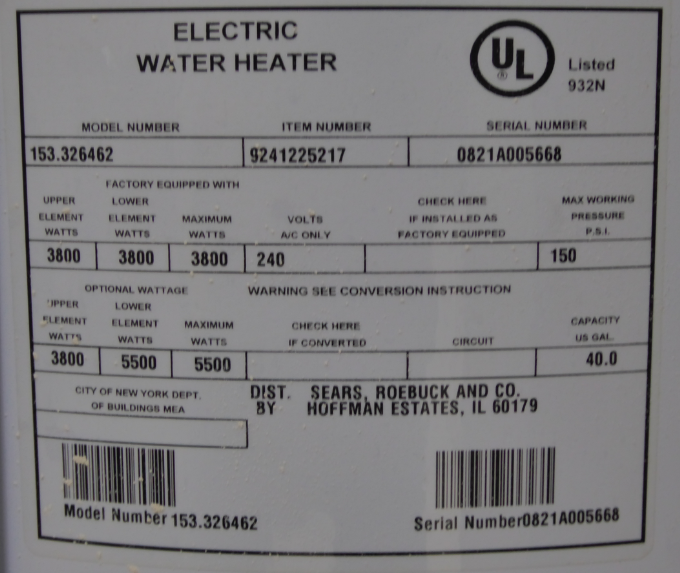 ELECTRIC
WATER HEATER
UL
®
Listed
932N
MODEL NUMBER ITEM NUMBER SERIAL NUMBER
153.326462 9241225217 0821A005668
FACTORY EQUIPPED WITH
UPPER ELEMENT WATTS LOWER ELEMENT WATTS MAXIMUM WATTS VOLTS A/C ONLY CHECK HERE IF INSTALLED AS FACTORY EQUIPPED MAX WORKING PRESSURE P.S.I.
3800 3800 3800 240 150
OPTIONAL WATTAGE WARNING SEE CONVERSION INSTRUCTION
UPPER ELEMENT WATTS LOWER ELEMENT WATTS MAXIMUM WATTS CHECK HERE IF CONVERTED CIRCUIT CAPACITY US GAL.
3800 5500 5500 40.0
CITY OF NEW YORK DEPT.
OF BUILDINGS MEA
DIST. SEARS, ROEBUCK AND CO.
BY HOFFMAN ESTATES, IL 60179
Model Number 153.326462
Serial Number0821A005668